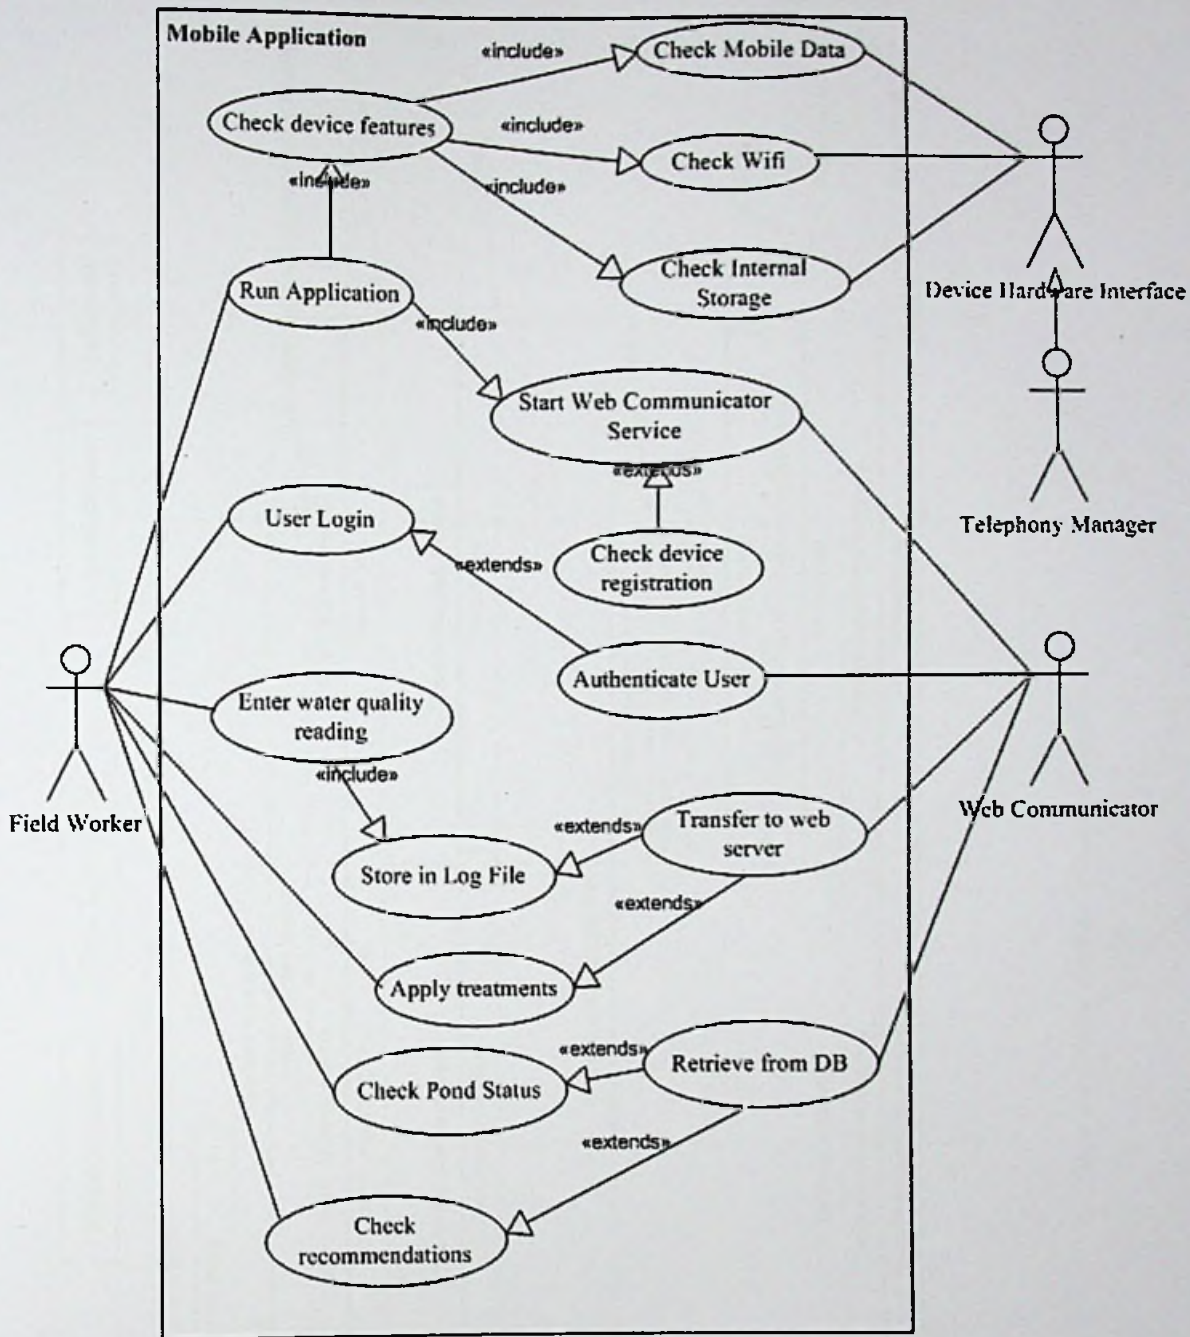 Mobile Application
«include»
Check Mobile Data
Check device features
«include»
Check Wifi
«include»
«include»
Check Internal
Storage
Run Application
Device Hardware Interface
«include»
Start Web Communicator
Service
«extends»
User Login
Telephony Manager
Check device
registration
«extends»
Authenticate User
Enter water quality
reading
«include»
Field Worker
Web Communicator
Transfer to web
server
«extends»
Store in Log File
«extends»
Apply treatments
«extends»
Retrieve from DB
Check Pond Status
«extends»
Check
recommendations